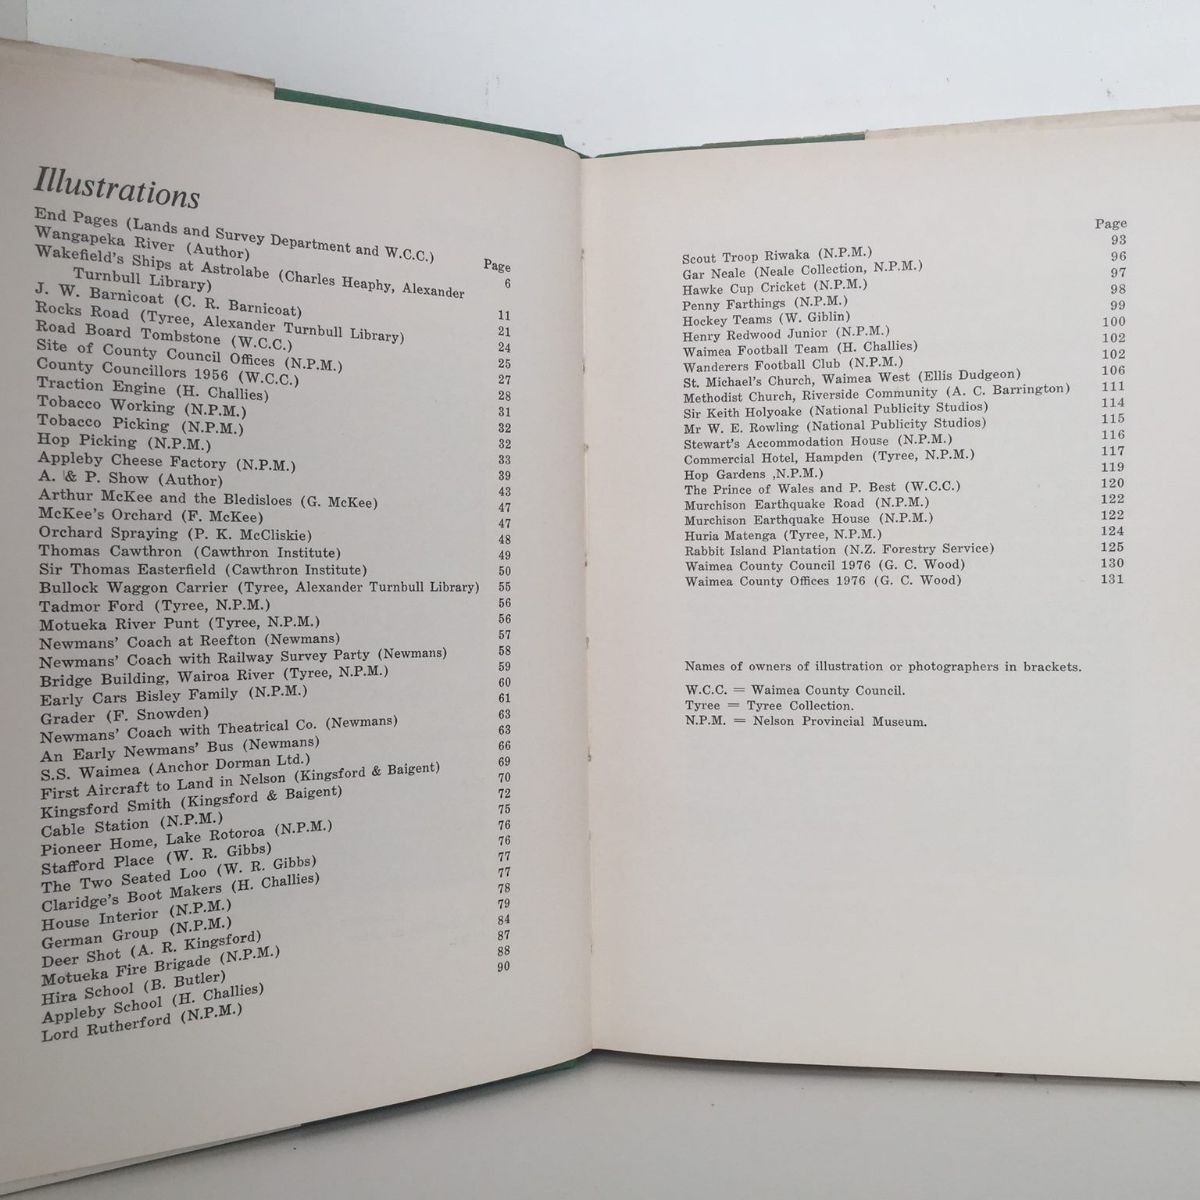 Illustrations
Page
End Pages (Lands and Survey Department and W.C.C.)
Wangapeka River (Author) 6
Wakefield's Ships at Astrolabe (Charles Heaphy, Alexander
Turnbull Library) 11
J. W. Barnicoat (C. R. Barnicoat) 21
Rocks Road (Tyree, Alexander Turnbull Library) 24
Road Board Tombstone (W.C.C.) 25
Site of County Council Offices (N.P.M.) 27
County Councillors 1956 (W.C.C.) 28
Traction Engine (H. Challies) 31
Tobacco Working (N.P.M.) 32
Tobacco Picking (N.P.M.) 32
Hop Picking (N.P.M.) 33
Appleby Cheese Factory (N.P.M.) 39
A. & P. Show (Author) 43
Arthur McKee and the Bledisloes (G. McKee) 47
McKee's Orchard (F. McKee) 47
Orchard Spraying (P. K. McCliskie) 48
Thomas Cawthron (Cawthron Institute) 49
Sir Thomas Easterfield (Cawthron Institute) 50
Bullock Waggon Carrier (Tyree, Alexander Turnbull Library) 55
Tadmor Ford (Tyree, N.P.M.) 56
Motueka River Punt (Tyree, N.P.M.) 56
Newmans' Coach at Reefton (Newmans) 57
Newmans' Coach with Railway Survey Party (Newmans) 58
Bridge Building, Wairoa River (Tyree, N.P.M.) 59
Early Cars Bisley Family (N.P.M.) 60
Grader (F. Snowden) 61
Newmans' Coach with Theatrical Co. (Newmans) 63
An Early Newmans' Bus (Newmans) 63
S.S. Waimea (Anchor Dorman Ltd.) 66
First Aircraft to Land in Nelson (Kingsford & Baigent) 69
Kingsford Smith (Kingsford & Baigent) 70
Cable Station (N.P.M.) 72
Pioneer Home, Lake Rotoroa (N.P.M.) 75
Stafford Place (W. R. Gibbs) 76
The Two Seated Loo (W. R. Gibbs) 76
Claridge's Boot Makers (H. Challies) 77
House Interior (N.P.M.) 77
German Group (N.P.M.) 78
Deer Shot (A. R. Kingsford) 79
Motueka Fire Brigade (N.P.M.) 84
Hira School (B. Butler) 87
Appleby School (H. Challies) 88
Lord Rutherford (N.P.M.) 90
Page
Scout Troop Riwaka (N.P.M.) 93
Gar Neale (Neale Collection, N.P.M.) 96
Hawke Cup Cricket (N.P.M.) 97
Penny Farthings (N.P.M.) 98
Hockey Teams (W. Giblin) 99
Henry Redwood Junior (N.P.M.) 100
Waimea Football Team (H. Challies) 102
Wanderers Football Club (N.P.M.) 102
St. Michael's Church, Waimea West (Ellis Dudgeon) 106
Methodist Church, Riverside Community (A. C. Barrington) 111
Sir Keith Holyoake (National Publicity Studios) 114
Mr W. E. Rowling (National Publicity Studios) 115
Stewart's Accommodation House (N.P.M.) 116
Commercial Hotel, Hampden (Tyree, N.P.M.) 117
Hop Gardens ,N.P.M.) 119
The Prince of Wales and P. Best (W.C.C.) 120
Murchison Earthquake Road (N.P.M.) 122
Murchison Earthquake House (N.P.M.) 122
Huria Matenga (Tyree, N.P.M.) 124
Rabbit Island Plantation (N.Z. Forestry Service) 125
Waimea County Council 1976 (G. C. Wood) 130
Waimea County Offices 1976 (G. C. Wood) 131
Names of owners of illustration or photographers in brackets.
W.C.C. = Waimea County Council.
Tyree = Tyree Collection.
N.P.M. = Nelson Provincial Museum.